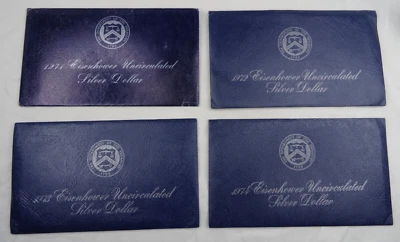 1971 Eisenhower Uncirculated
Silver Dollar
1972 Eisenhower Uncirculated
Silver Dollar
1973 Eisenhower Uncirculated
Silver Dollar
1974 Eisenhower Uncirculated
Silver Dollar